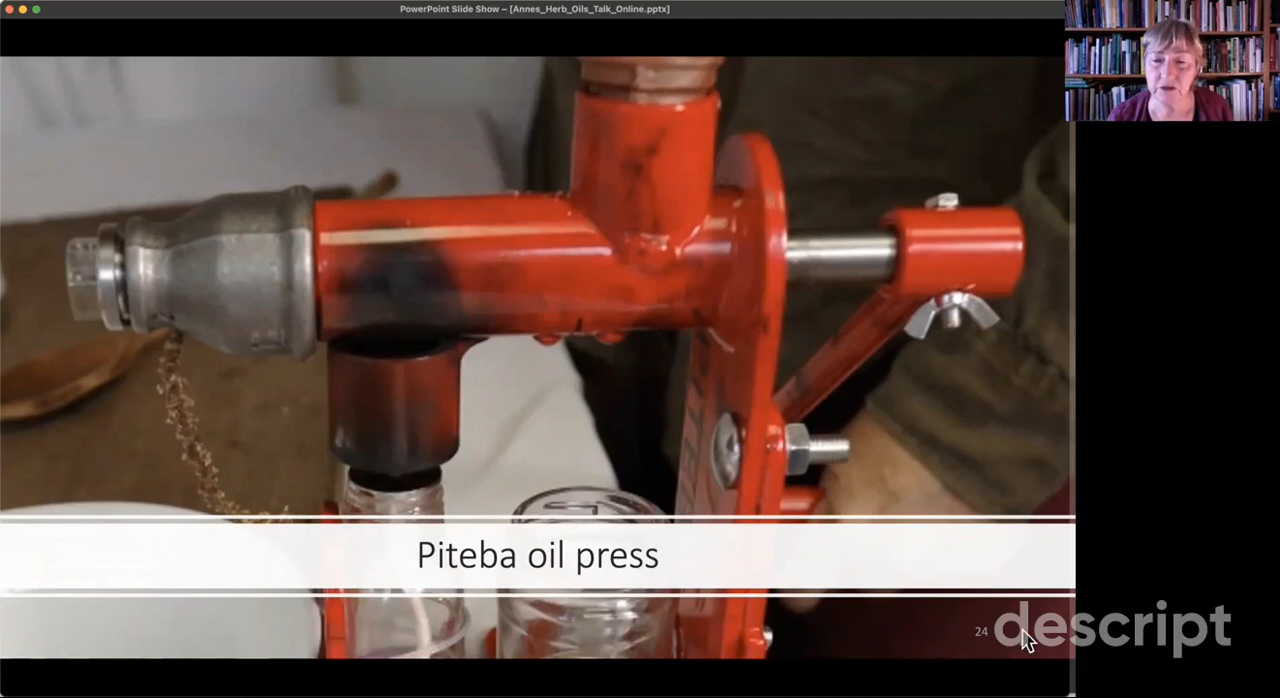 PowerPoint Slide Show – [Annes_Herb_Oils_Talk_Online.pptx]
Piteba oil press
24
descript